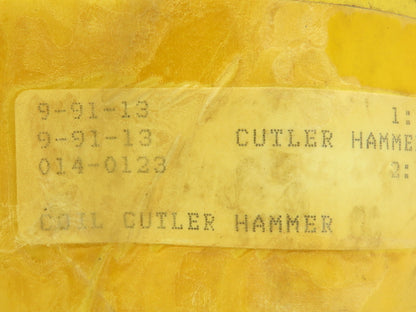 9-91-13 1:
9-91-13 CUTLER HAMME
014-0123 2:
COIL CUTLER HAMMER